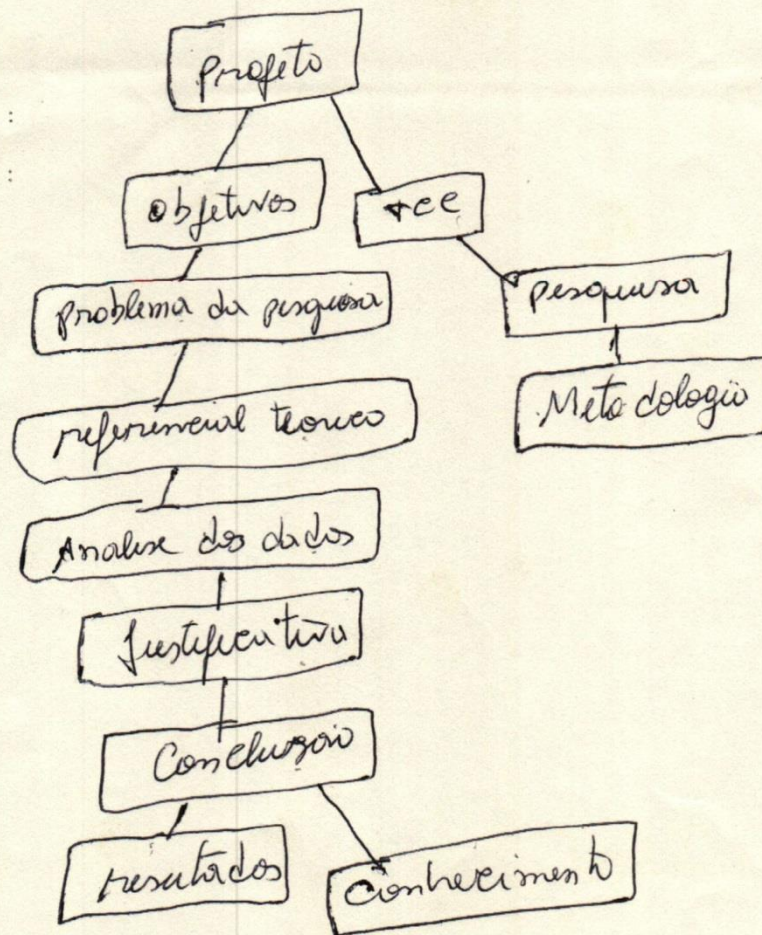 projeto
objetivos
tcc
problema da pesquisa
pesquisa
Metodologia
referencial teorico
Analise dos dados
Justificativa
Conclusão
resultados
conhecimento